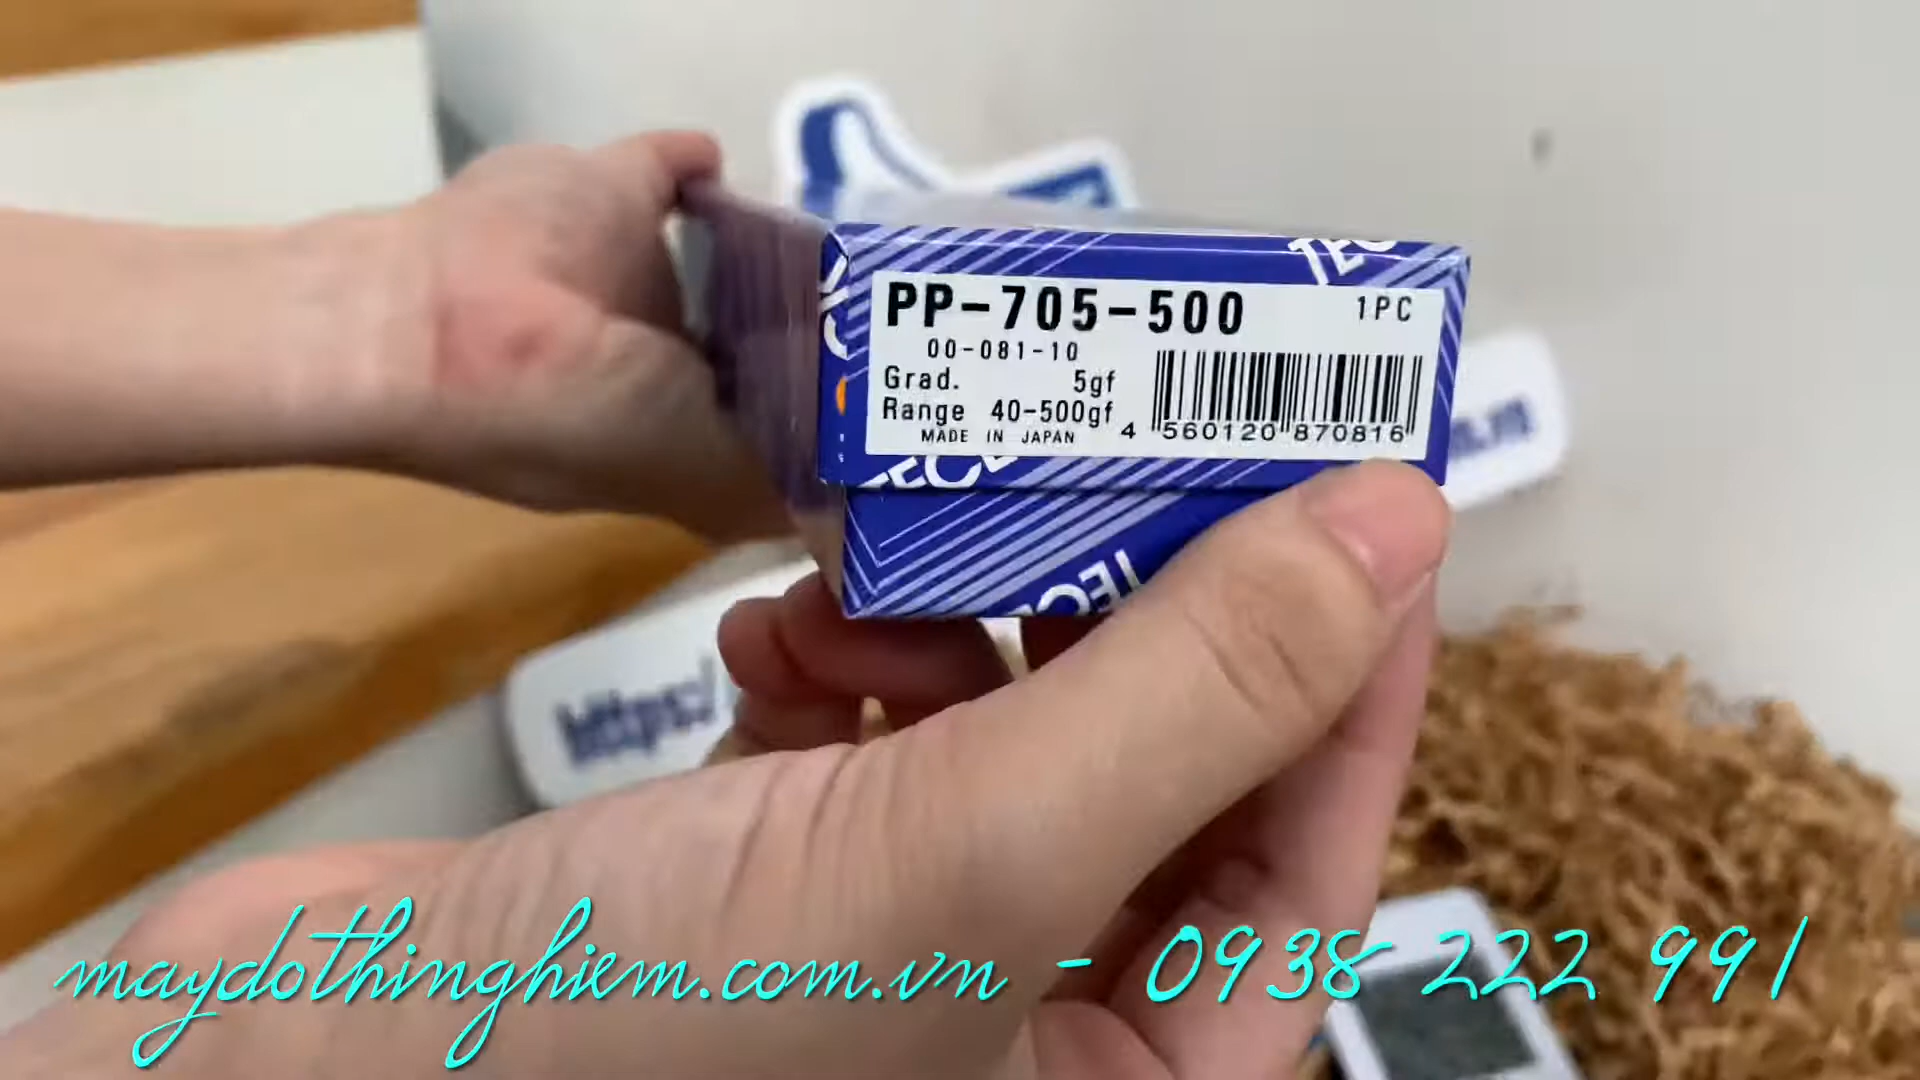 PP-705-500 1PC
00-081-10
Grad. 5gf
Range 40-500gf
MADE IN JAPAN
4 560120 870816
https:/
maydothinghiem.com.vn - 0938 222 991